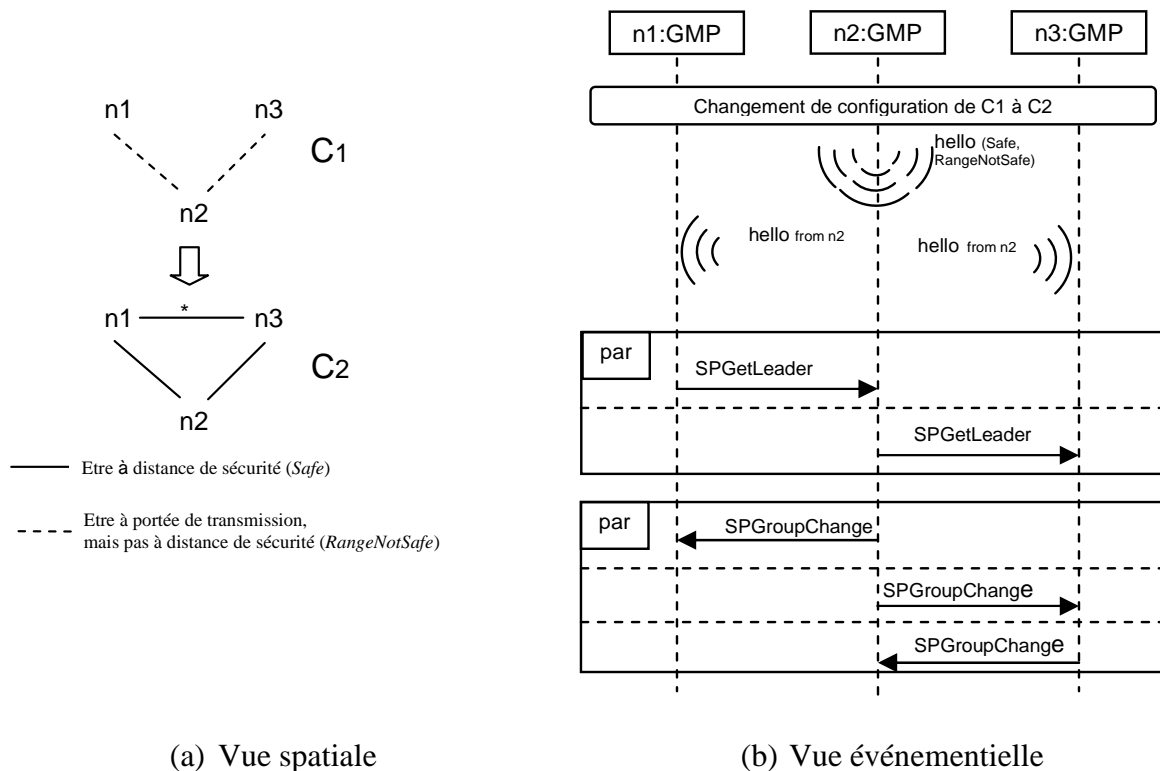 n1
n3
C1
n2
*
n1
n3
C2
n2
Etre à distance de sécurité (Safe)
Etre à portée de transmission,
mais pas à distance de sécurité (RangeNotSafe)
(a) Vue spatiale
n1:GMP
n2:GMP
n3:GMP
Changement de configuration de C1 à C2
hello (Safe,
RangeNotSafe)
hello from n2
hello from n2
par
SPGetLeader
SPGetLeader
par
SPGroupChange
SPGroupChange
SPGroupChange
(b) Vue événementielle